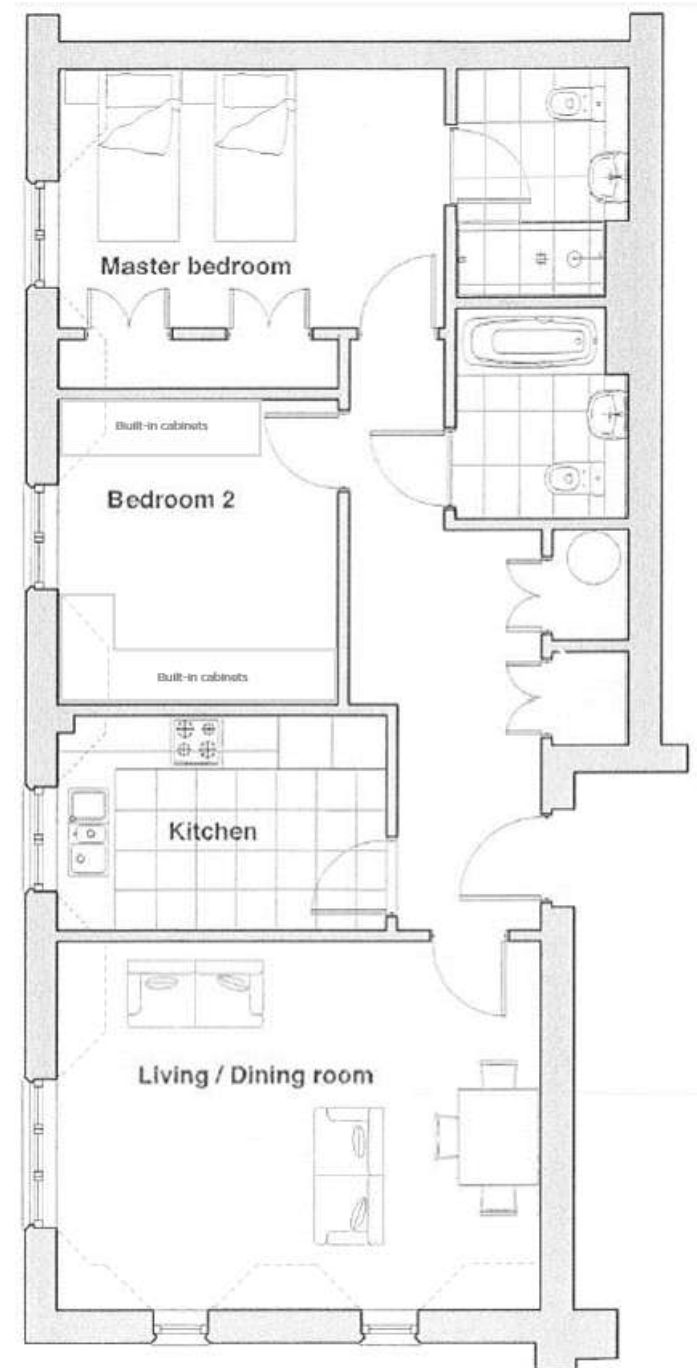 Master bedroom
Built-in cabinets
Bedroom 2
Built-in cabinets
Kitchen
Living / Dining room